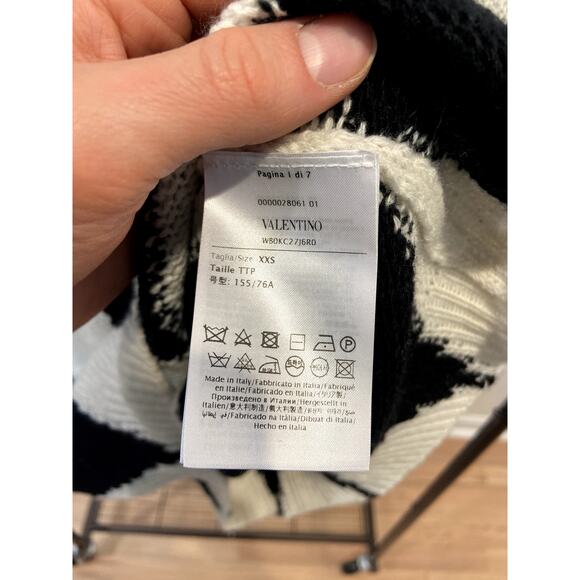 Pagina 1 di 7
0000028061 01
VALENTINO
WB0KC27J6R0
Taglia/Size XXS
Taille TTP
号型: 155/76A
P
Made in Italy/Fabbricato in Italia/Fabriqué
en Italie/Fabricado en Italia/イタリア製/
Произведено в Италии/Hergestellt in
Italien/意大利制造/義大利製造/
Fabricado na Itália/Dibuat di Italia/
Hecho en Italia